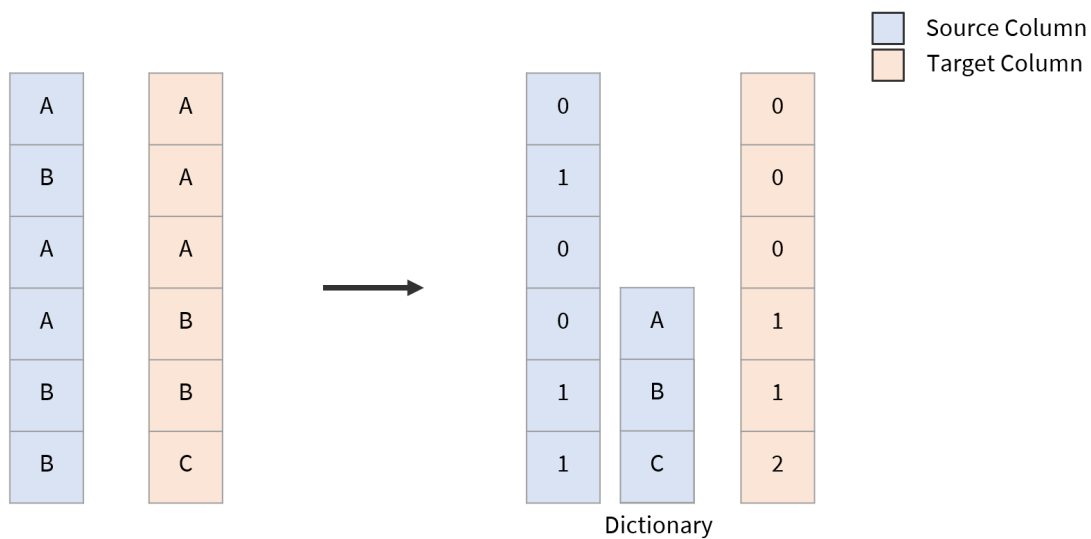 Source Column
Target Column
A A 0 0
B A 1 0
A A 0 0
A B 0 A 1
B B 1 B 1
B C 1 C 2
Dictionary